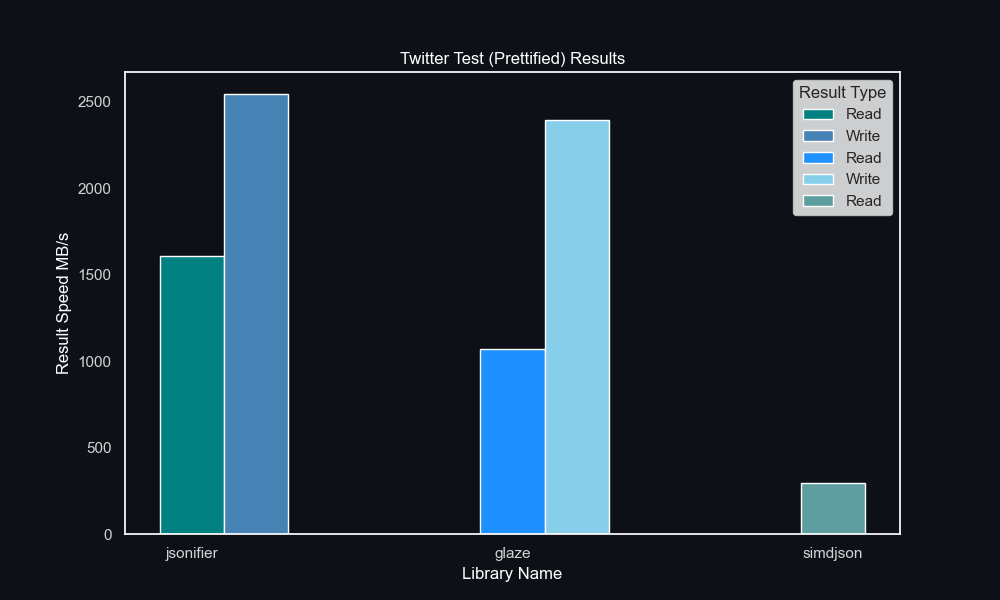 Twitter Test (Prettified) Results
Result Type
Read
Write
Read
Write
Read
Result Speed MB/s
2500
2000
1500
1000
500
0
jsonifier
glaze
simdjson
Library Name